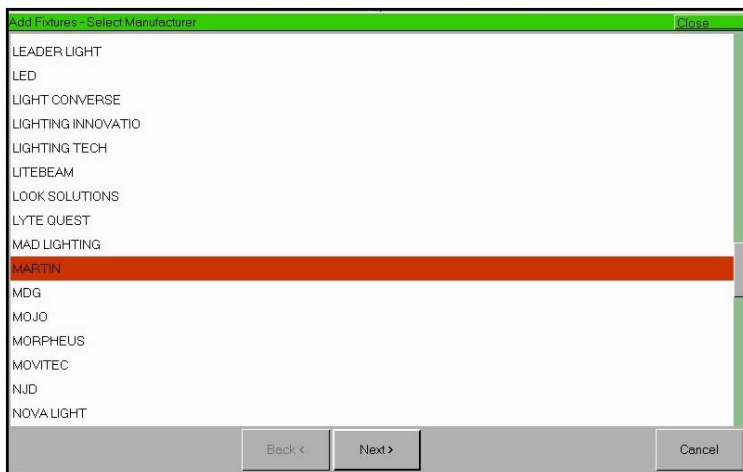 Add Fixtures - Select Manufacturer Close
LEADER LIGHT
LED
LIGHT CONVERSE
LIGHTING INNOVATIO
LIGHTING TECH
LITEBEAM
LOOK SOLUTIONS
LYTE QUEST
MAD LIGHTING
MARTIN
MDG
MOJO
MORPHEUS
MOVITEC
NJD
NOVA LIGHT
Back < Next > Cancel